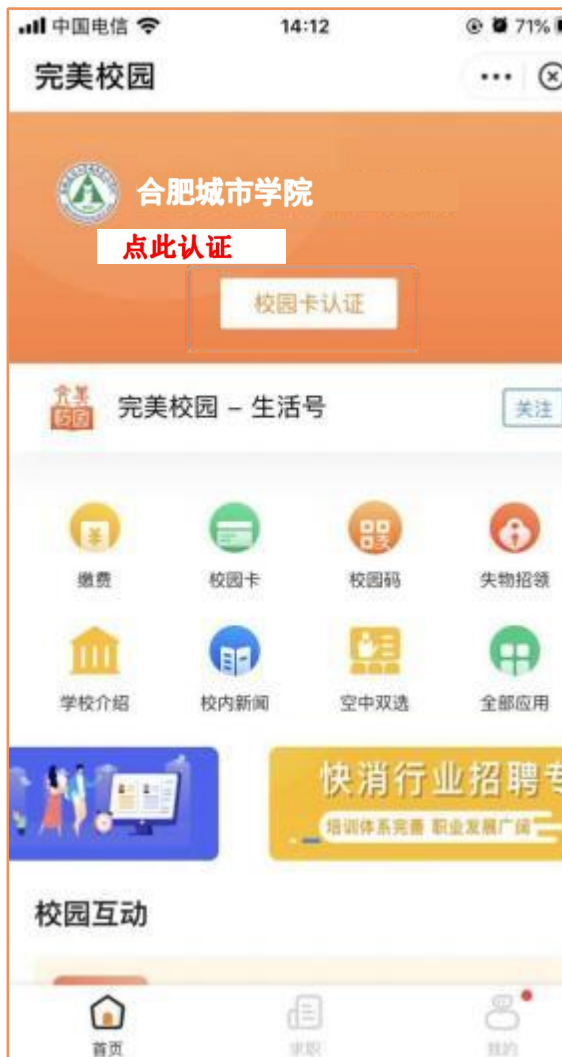 中国电信 14:12 71%
完美校园
合肥城市学院
点此认证
校园卡认证
完美校园
完美校园 – 生活号 关注
缴费 校园卡 校园码 失物招领
学校介绍 校内新闻 空中双选 全部应用
快消行业招聘专
培训体系完善 职业发展广阔
校园互动
首页 求职 我的